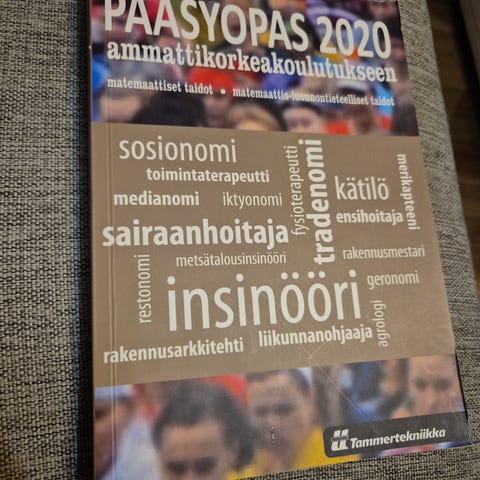 PÄÄSYOPAS 2020
ammattikorkeakoulutukseen
matemaattiset taidot • matemaattis-luonnontieteelliset taidot
sosionomi
toimintaterapeutti
medianomi
iktyonomi
fysioterapeutti
tradenomi
kätilö
merikapteeni
ensihoitaja
sairaanhoitaja
metsätalousinsinööri
rakennusmestari
restonomi
insinööri
geronomi
agrologi
rakennusarkkitehti
liikunnanohjaaja
tt Tammertekniikka